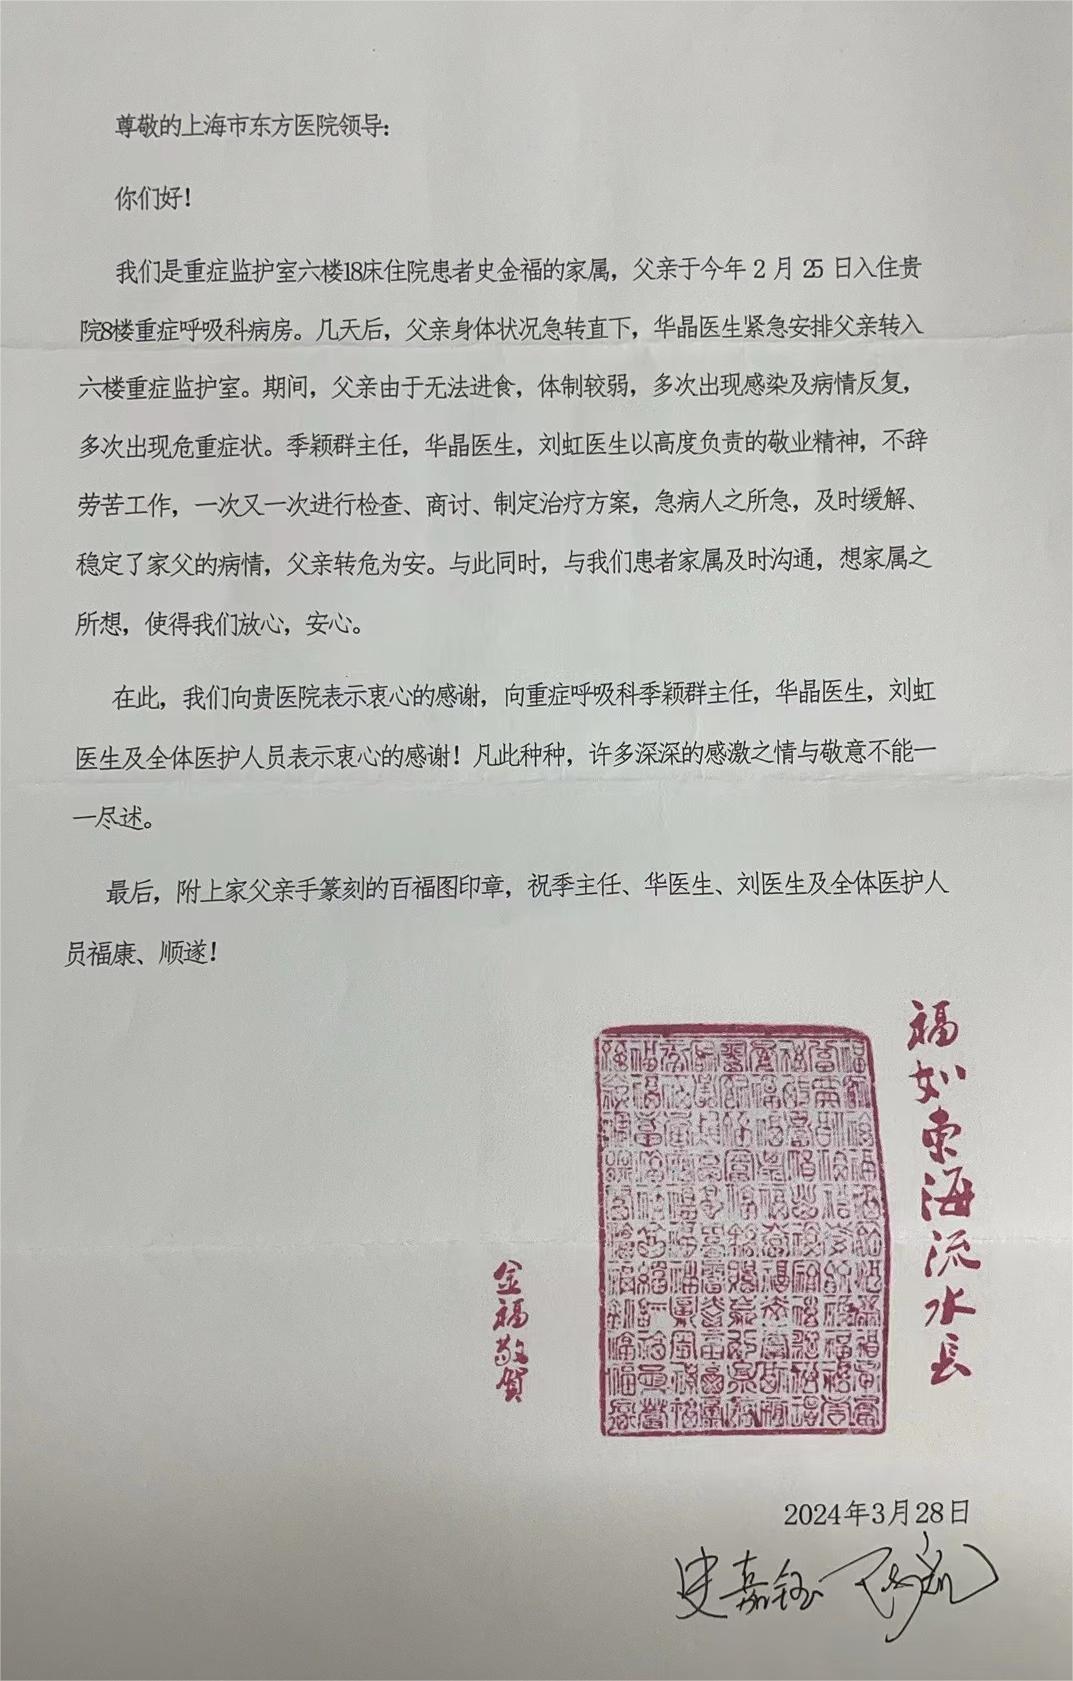 尊敬的上海市东方医院领导：
你们好！
我们是重症监护室六楼18床住院患者史金福的家属，父亲于今年 2 月 25 日入住贵
院8楼重症呼吸科病房。几天后，父亲身体状况急转直下，华晶医生紧急安排父亲转入
六楼重症监护室。期间，父亲由于无法进食，体制较弱，多次出现感染及病情反复，
多次出现危重症状。季颖群主任，华晶医生，刘虹医生以高度负责的敬业精神，不辞
劳苦工作，一次又一次进行检查、商讨、制定治疗方案，急病人之所急，及时缓解、
稳定了家父的病情，父亲转危为安。与此同时，与我们患者家属及时沟通，想家属之
所想，使得我们放心，安心。
在此，我们向贵医院表示衷心的感谢，向重症呼吸科季颖群主任，华晶医生，刘虹
医生及全体医护人员表示衷心的感谢！凡此种种，许多深深的感激之情与敬意不能一
一尽述。
最后，附上家父亲手篆刻的百福图印章，祝季主任、华医生、刘医生及全体医护人
员福康、顺遂！
福如东海流水长
金福敬贺
2024年3月28日
史嘉钰